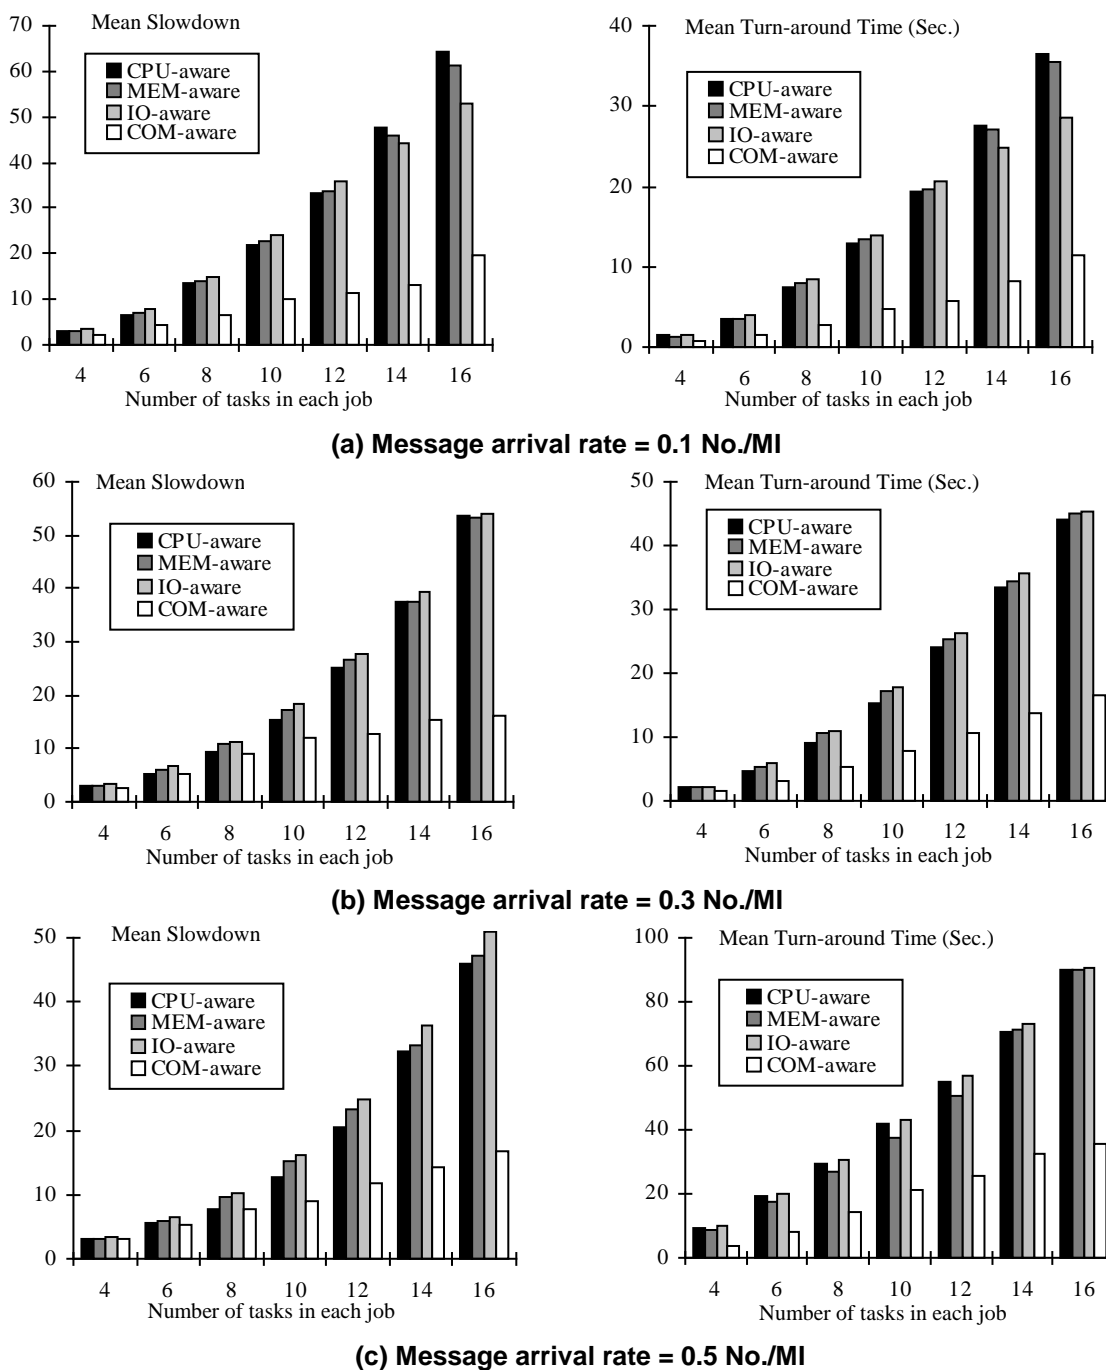 Mean Slowdown
70
60
50
40
30
20
10
0
CPU-aware
MEM-aware
IO-aware
COM-aware
4 6 8 10 12 14 16
Number of tasks in each job
Mean Turn-around Time (Sec.)
40
30
20
10
0
CPU-aware
MEM-aware
IO-aware
COM-aware
4 6 8 10 12 14 16
Number of tasks in each job
(a) Message arrival rate = 0.1 No./MI
Mean Slowdown
60
50
40
30
20
10
0
CPU-aware
MEM-aware
IO-aware
COM-aware
4 6 8 10 12 14 16
Number of tasks in each job
Mean Turn-around Time (Sec.)
50
40
30
20
10
0
CPU-aware
MEM-aware
IO-aware
COM-aware
4 6 8 10 12 14 16
Number of tasks in each job
(b) Message arrival rate = 0.3 No./MI
Mean Slowdown
50
40
30
20
10
0
CPU-aware
MEM-aware
IO-aware
COM-aware
4 6 8 10 12 14 16
Number of tasks in each job
Mean Turn-around Time (Sec.)
100
80
60
40
20
0
CPU-aware
MEM-aware
IO-aware
COM-aware
4 6 8 10 12 14 16
Number of tasks in each job
(c) Message arrival rate = 0.5 No./MI